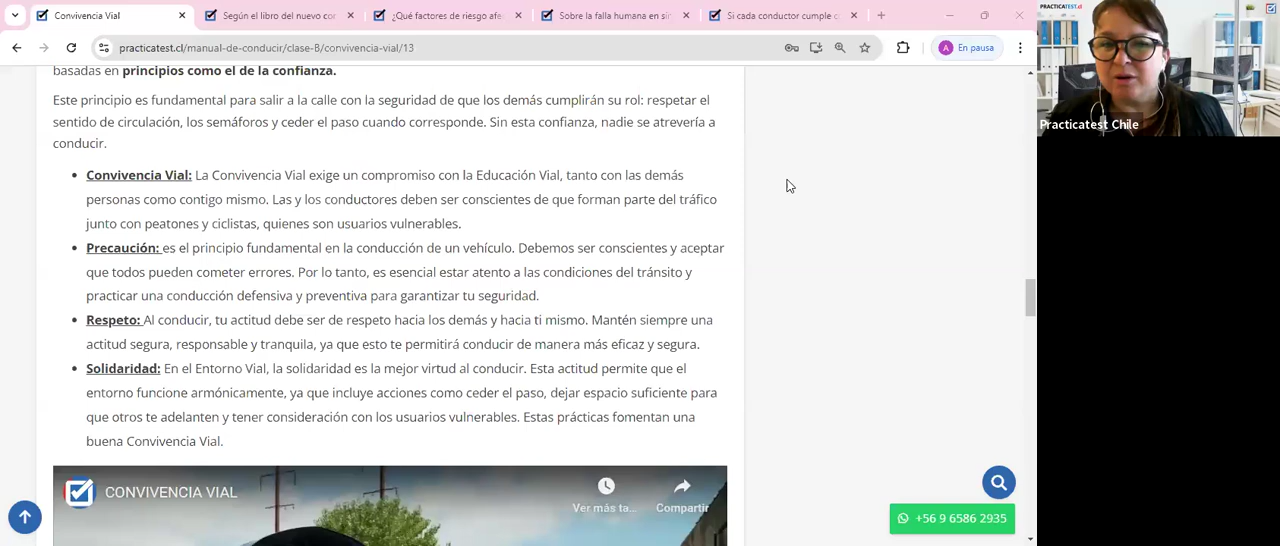 Convivencia Vial
Según el libro del nuevo con
¿Qué factores de riesgo afe
Sobre la falla humana en sin
Si cada conductor cumple c
practicatest.cl/manual-de-conducir/clase-B/convivencia-vial/13
A
En pausa
PRACTICATEST.cl
Practicatest Chile
basadas en principios como el de la confianza.
Este principio es fundamental para salir a la calle con la seguridad de que los demás cumplirán su rol: respetar el
sentido de circulación, los semáforos y ceder el paso cuando corresponde. Sin esta confianza, nadie se atrevería a
conducir.
Convivencia Vial: La Convivencia Vial exige un compromiso con la Educación Vial, tanto con las demás
personas como contigo mismo. Las y los conductores deben ser conscientes de que forman parte del tráfico
junto con peatones y ciclistas, quienes son usuarios vulnerables.
Precaución: es el principio fundamental en la conducción de un vehículo. Debemos ser conscientes y aceptar
que todos pueden cometer errores. Por lo tanto, es esencial estar atento a las condiciones del tránsito y
practicar una conducción defensiva y preventiva para garantizar tu seguridad.
Respeto: Al conducir, tu actitud debe ser de respeto hacia los demás y hacia ti mismo. Mantén siempre una
actitud segura, responsable y tranquila, ya que esto te permitirá conducir de manera más eficaz y segura.
Solidaridad: En el Entorno Vial, la solidaridad es la mejor virtud al conducir. Esta actitud permite que el
entorno funcione armónicamente, ya que incluye acciones como ceder el paso, dejar espacio suficiente para
que otros te adelanten y tener consideración con los usuarios vulnerables. Estas prácticas fomentan una
buena Convivencia Vial.
CONVIVENCIA VIAL
Ver más ta...
Compartir
+56 9 6586 2935